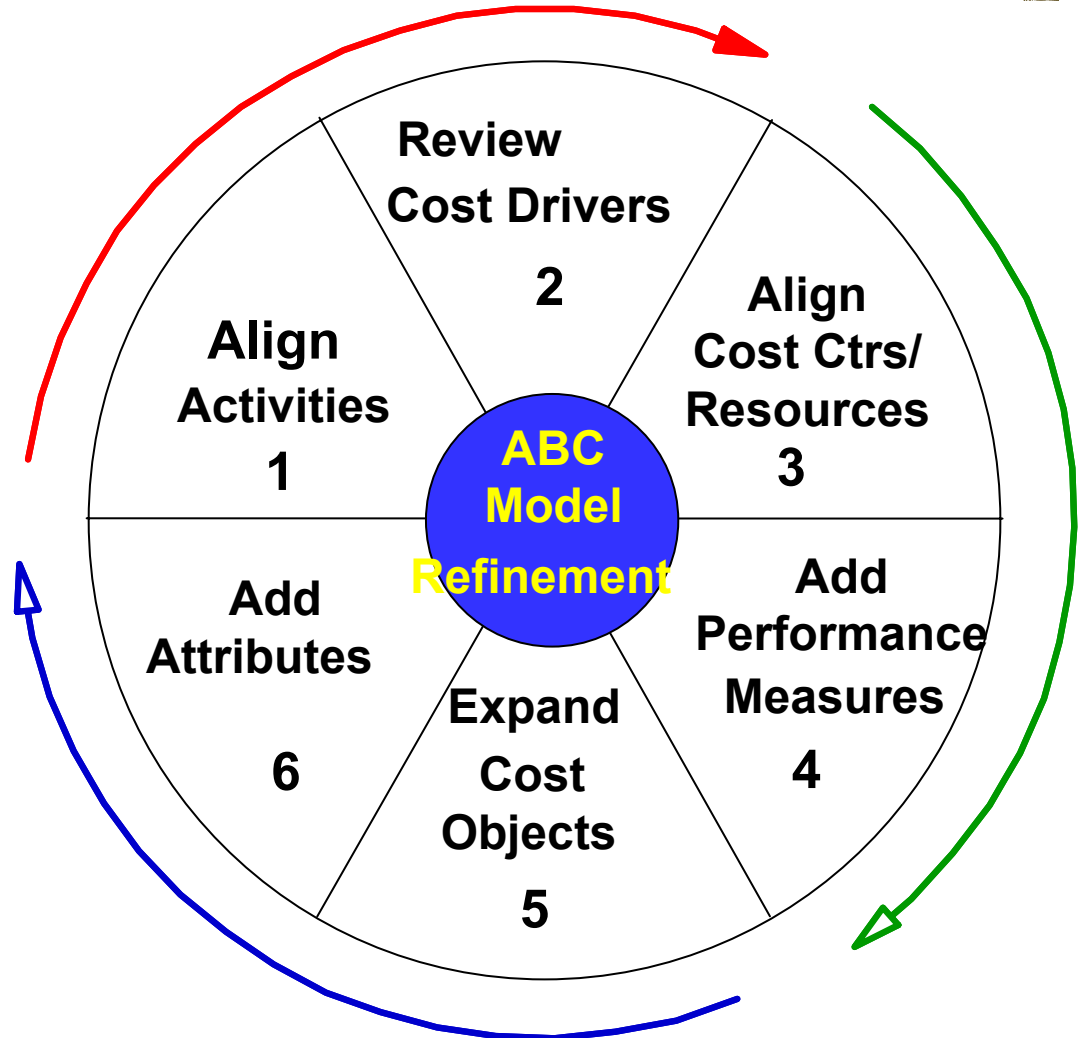 Review
Cost Drivers
2
Align
Cost Ctrs/
Resources
3
Align
Activities
1
ABC
Model
Refinement
Add
Performance
Measures
4
Expand
Cost
Objects
5
Add
Attributes
6